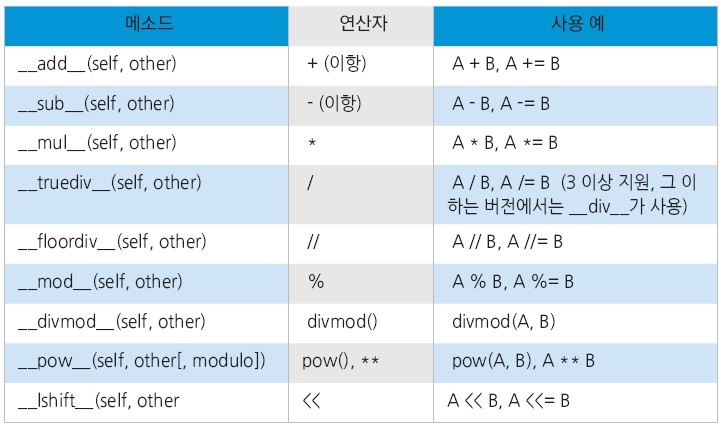 메소드 연산자 사용 예
__add__(self, other) + (이항) A + B, A += B
__sub__(self, other) - (이항) A - B, A -= B
__mul__(self, other) * A * B, A *= B
__truediv__(self, other) / A / B, A /= B (3 이상 지원, 그 이
하는 버전에서는 __div__가 사용)
__floordiv__(self, other) // A // B, A //= B
__mod__(self, other) % A % B, A %= B
__divmod__(self, other) divmod() divmod(A, B)
__pow__(self, other[, modulo]) pow(), ** pow(A, B), A ** B
__lshift__(self, other << A << B, A <<= B